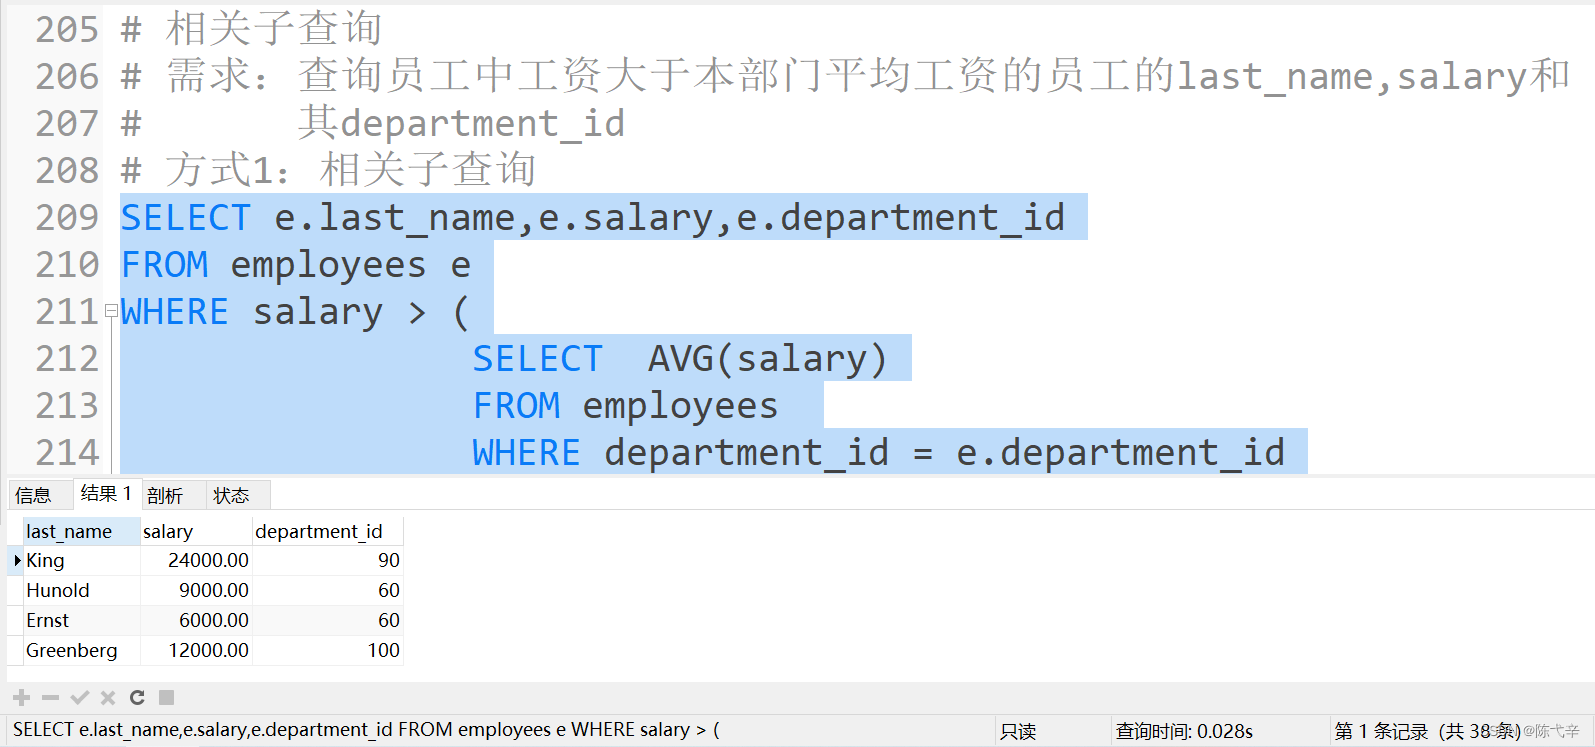 205 # 相关子查询
206 # 需求：查询员工中工资大于本部门平均工资的员工的last_name,salary和
207 #       其department_id
208 # 方式1：相关子查询
209 SELECT e.last_name,e.salary,e.department_id
210 FROM employees e
211 WHERE salary > (
212                 SELECT  AVG(salary)
213                 FROM employees
214                 WHERE department_id = e.department_id
信息 结果 1 剖析 状态
last_name salary department_id
King 24000.00 90
Hunold 9000.00 60
Ernst 6000.00 60
Greenberg 12000.00 100
SELECT e.last_name,e.salary,e.department_id FROM employees e WHERE salary > ( 只读 查询时间: 0.028s 第 1 条记录 (共 38 条)
@陈弋辛